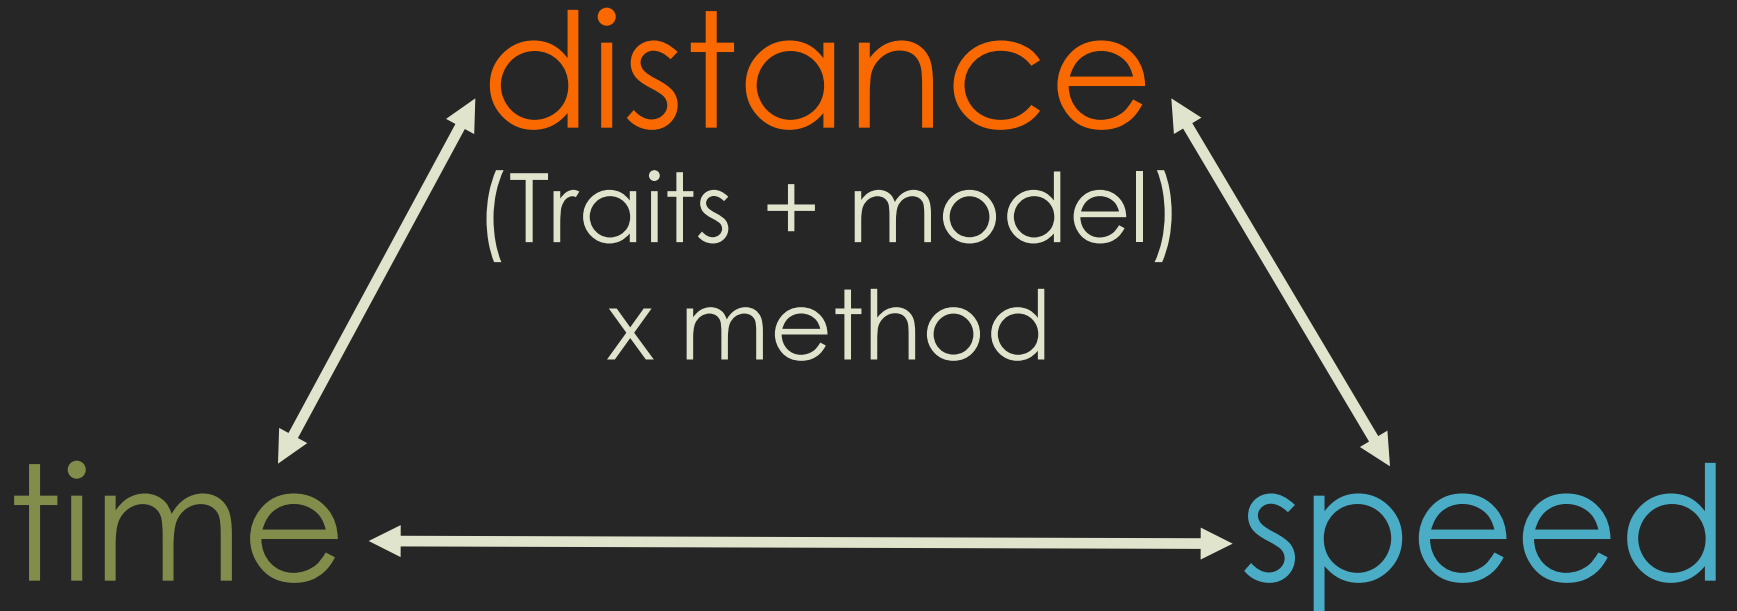 distance
(Traits + model)
x method
time
speed